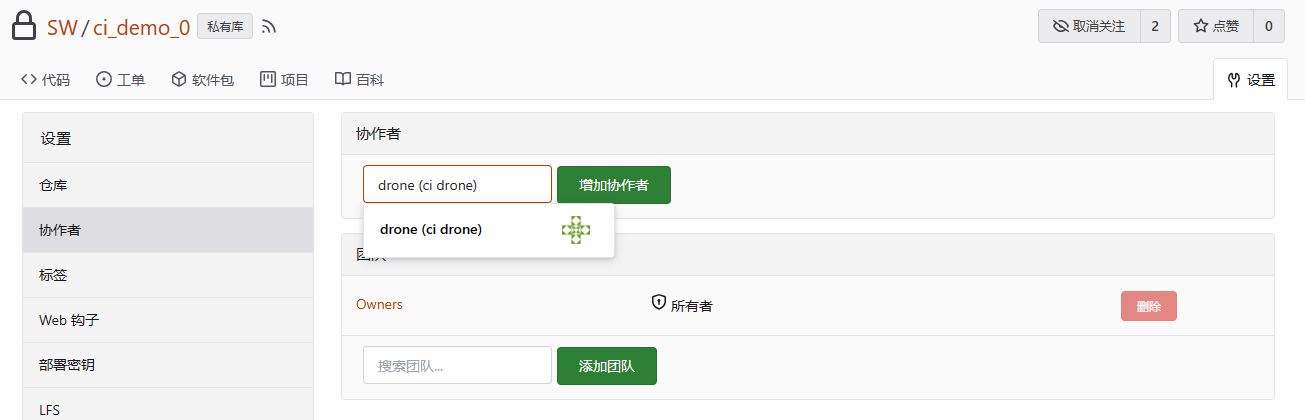 SW/ci_demo_0 私有库 取消关注 2 点赞 0
代码 工单 软件包 项目 百科 设置
设置
仓库
协作者
标签
Web 钩子
部署密钥
LFS
协作者
drone (ci drone) 增加协作者
drone (ci drone)
Owners 所有者 删除
搜索团队... 添加团队